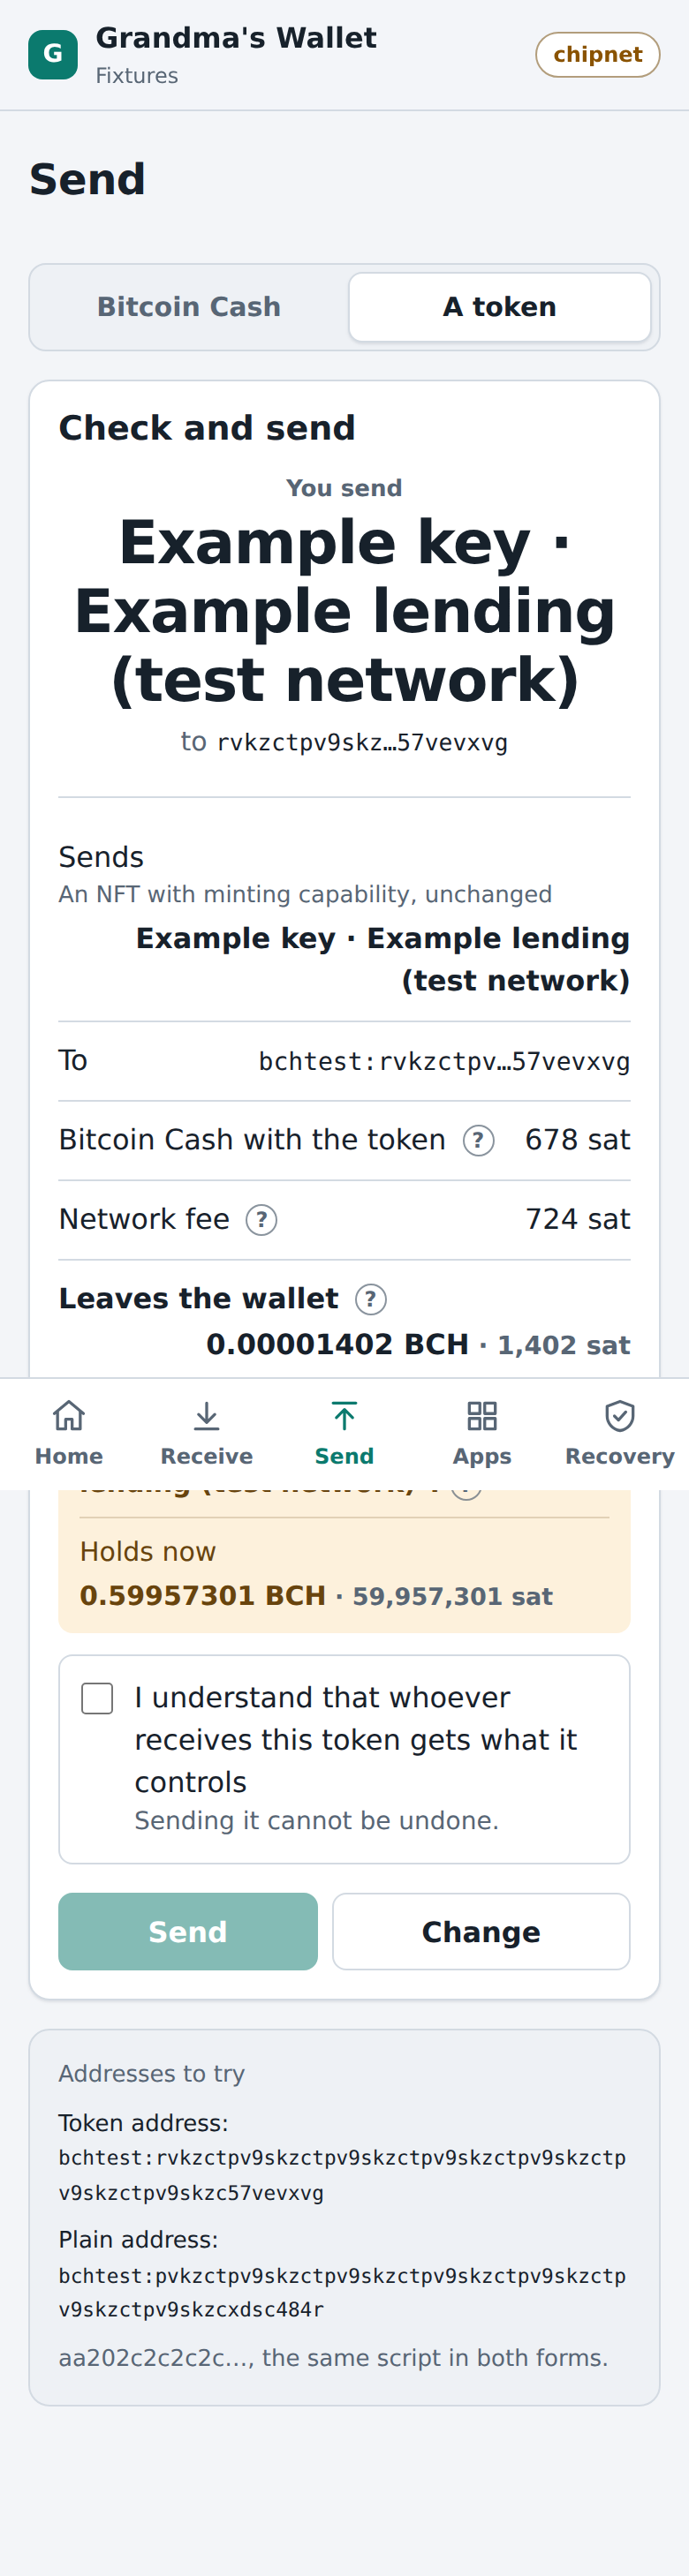 G
Grandma's Wallet
Fixtures
chipnet
Send
Bitcoin Cash
A token
Check and send
You send
Example key ·
Example lending
(test network)
to rvkzctpv9skz…57vevxvg
Sends
An NFT with minting capability, unchanged
Example key · Example lending
(test network)
To bchtest:rvkzctpv…57vevxvg
Bitcoin Cash with the token ? 678 sat
Network fee ? 724 sat
Leaves the wallet ?
0.00001402 BCH · 1,402 sat
Home
Receive
Send
Apps
Recovery
Holds now
0.59957301 BCH · 59,957,301 sat
I understand that whoever
receives this token gets what it
controls
Sending it cannot be undone.
Send
Change
Addresses to try
Token address:
bchtest:rvkzctpv9skzctpv9skzctpv9skzctpv9skzctp
v9skzctpv9skzc57vevxvg
Plain address:
bchtest:pvkzctpv9skzctpv9skzctpv9skzctpv9skzctp
v9skzctpv9skzcxdsc484r
aa202c2c2c2c…, the same script in both forms.